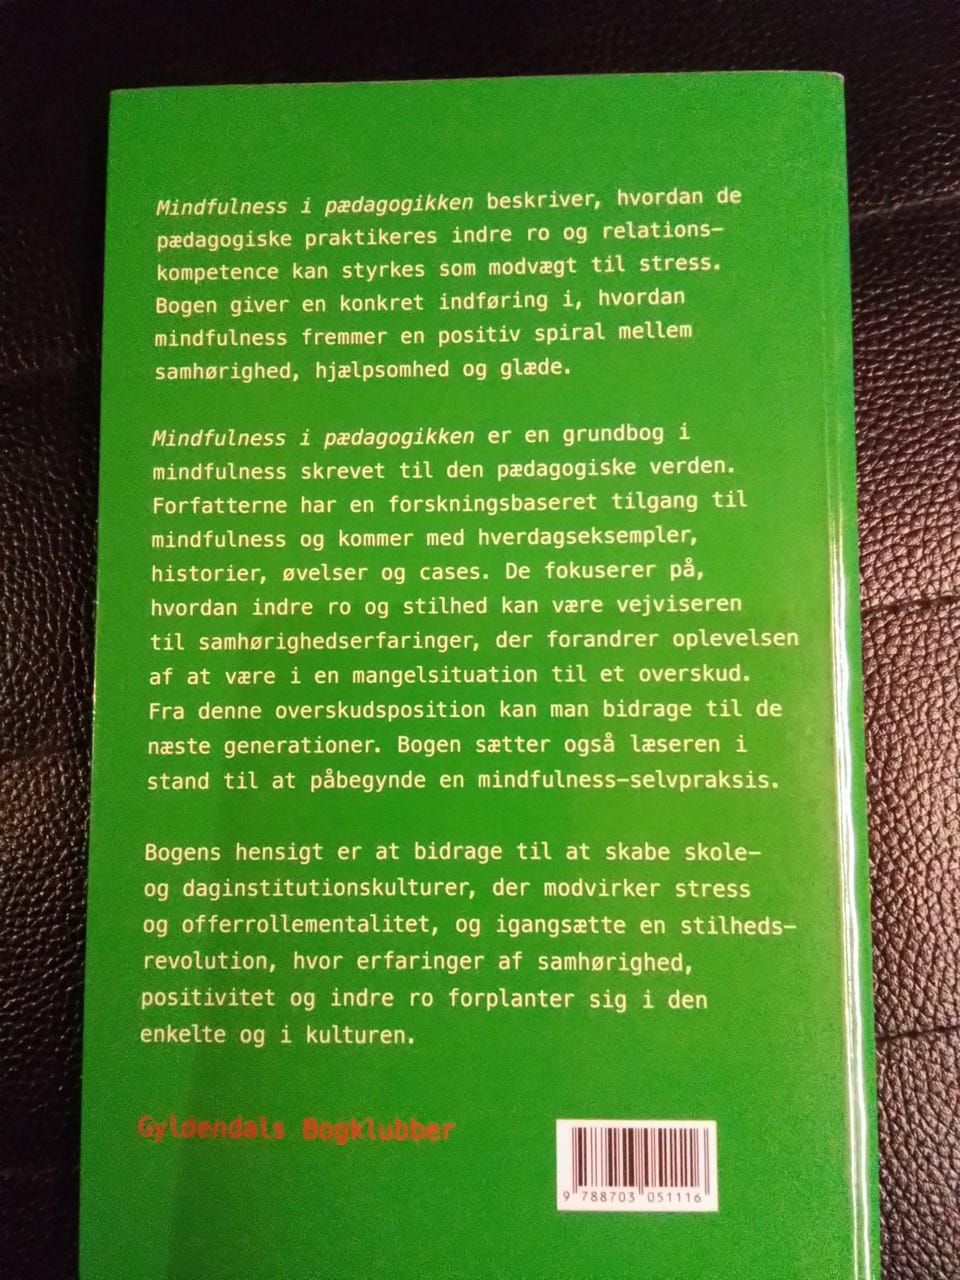 Mindfulness i pædagogikken beskriver, hvordan de
pædagogiske praktikeres indre ro og relations-
kompetence kan styrkes som modvægt til stress.
Bogen giver en konkret indføring i, hvordan
mindfulness fremmer en positiv spiral mellem
samhørighed, hjælpsomhed og glæde.
Mindfulness i pædagogikken er en grundbog i
mindfulness skrevet til den pædagogiske verden.
Forfatterne har en forskningsbaseret tilgang til
mindfulness og kommer med hverdagseksempler,
historier, øvelser og cases. De fokuserer på,
hvordan indre ro og stilhed kan være vejviseren
til samhørighedserfaringer, der forandrer oplevelsen
af at være i en mangelsituation til et overskud.
Fra denne overskudsposition kan man bidrage til de
næste generationer. Bogen sætter også læseren i
stand til at påbegynde en mindfulness-selvpraksis.
Bogens hensigt er at bidrage til at skabe skole-
og daginstitutionskulturer, der modvirker stress
og offerrollementalitet, og igangsætte en stilheds-
revolution, hvor erfaringer af samhørighed,
positivitet og indre ro forplanter sig i den
enkelte og i kulturen.
Gyldendals Bogklubber
9 788703 051116